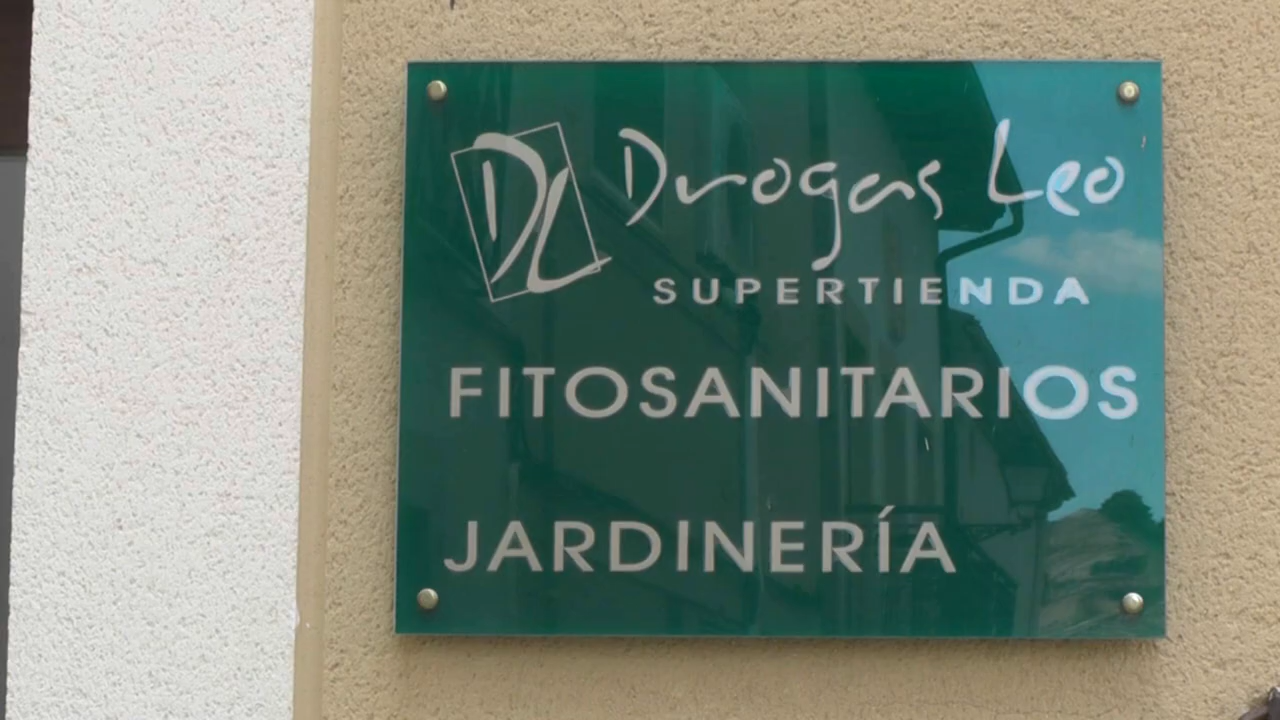 DL
Drogas Leo
SUPERTIENDA
FITOSANITARIOS
JARDINERÍA